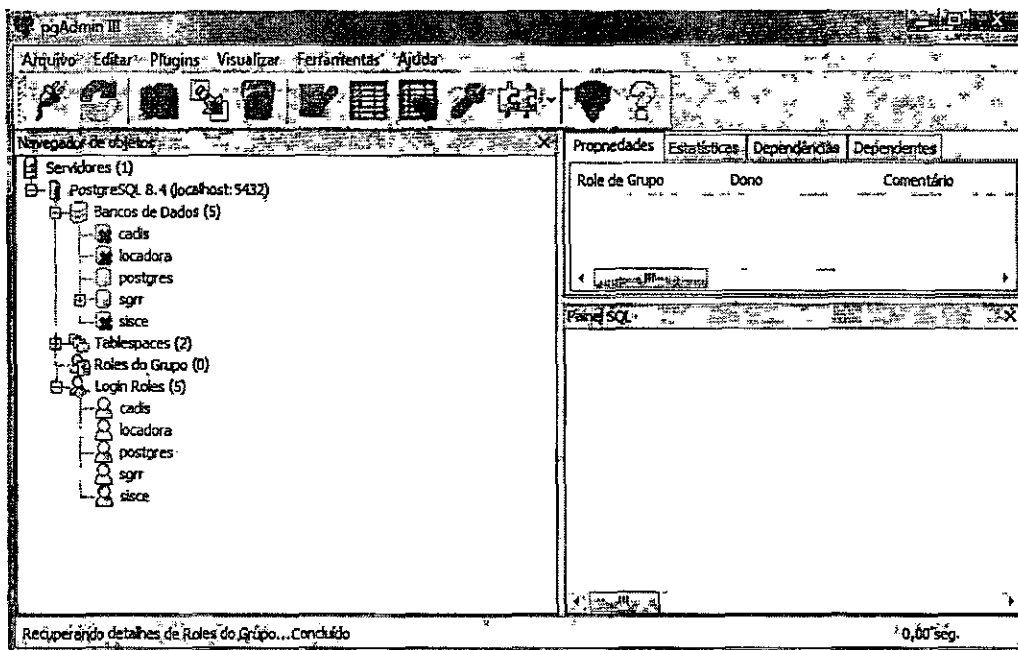 pgAdmin III
Arquivo Editar Plugins Visualizar Ferramentas Ajuda
Navegador de objetos
Servidores (1)
PostgreSQL 8.4 (localhost:5432)
Bancos de Dados (5)
cadis
locadora
postgres
sgrr
sisce
Tablespaces (2)
Roles do Grupo (0)
Login Roles (5)
cadis
locadora
postgres
sgrr
sisce
Propriedades Estatísticas Dependências Dependentes
Role de Grupo Dono Comentário
Painel SQL
Recuperando detalhes de Roles do Grupo...Concluído
0,00 seg.